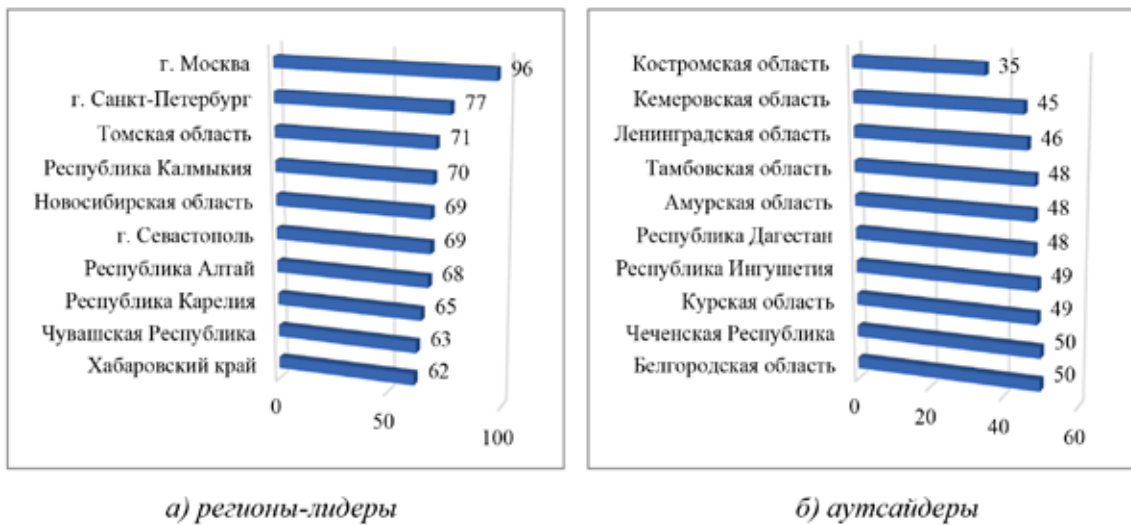 г. Москва 96
г. Санкт-Петербург 77
Томская область 71
Республика Калмыкия 70
Новосибирская область 69
г. Севастополь 69
Республика Алтай 68
Республика Карелия 65
Чувашская Республика 63
Хабаровский край 62
0 50 100
а) регионы-лидеры
Костромская область 35
Кемеровская область 45
Ленинградская область 46
Тамбовская область 48
Амурская область 48
Республика Дагестан 48
Республика Ингушетия 49
Курская область 49
Чеченская Республика 50
Белгородская область 50
0 20 40 60
б) аутсайдеры